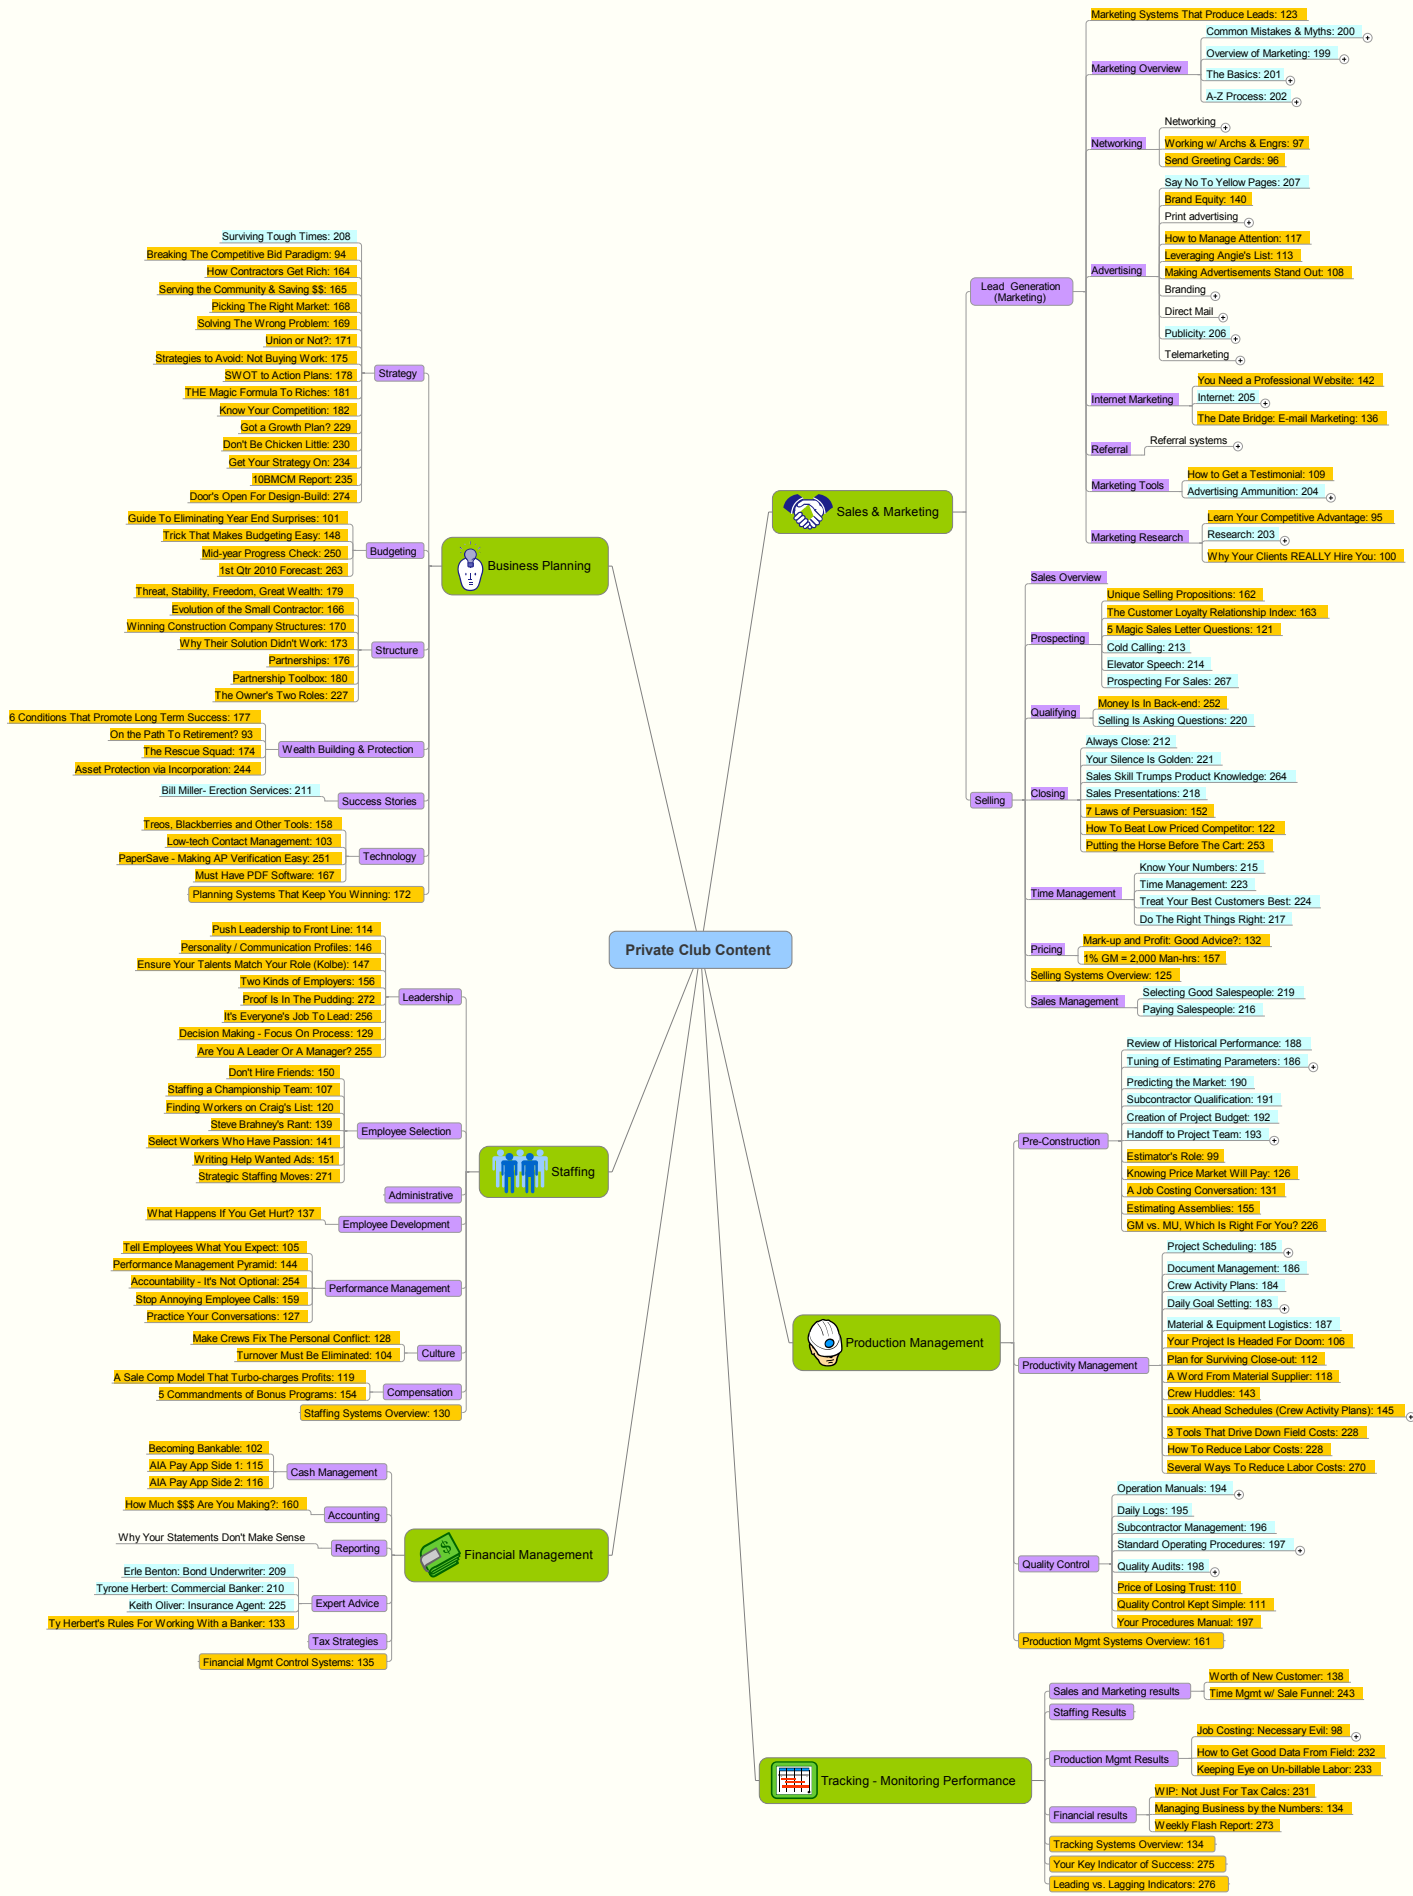 Private Club Content
Sales & Marketing
Lead Generation
(Marketing)
Marketing Systems That Produce Leads: 123
Marketing Overview
Common Mistakes & Myths: 200
Overview of Marketing: 199
The Basics: 201
A-Z Process: 202
Networking
Networking
Working w/ Archs & Engrs: 97
Send Greeting Cards: 96
Advertising
Say No To Yellow Pages: 207
Brand Equity: 140
Print advertising
How to Manage Attention: 117
Leveraging Angie's List: 113
Making Advertisements Stand Out: 108
Branding
Direct Mail
Publicity: 206
Telemarketing
Internet Marketing
You Need a Professional Website: 142
Internet: 205
The Date Bridge: E-mail Marketing: 136
Referral
Referral systems
Marketing Tools
How to Get a Testimonial: 109
Advertising Ammunition: 204
Marketing Research
Learn Your Competitive Advantage: 95
Research: 203
Why Your Clients REALLY Hire You: 100
Selling
Sales Overview
Prospecting
Unique Selling Propositions: 162
The Customer Loyalty Relationship Index: 163
5 Magic Sales Letter Questions: 121
Cold Calling: 213
Elevator Speech: 214
Prospecting For Sales: 267
Qualifying
Money Is In Back-end: 252
Selling Is Asking Questions: 220
Closing
Always Close: 212
Your Silence Is Golden: 221
Sales Skill Trumps Product Knowledge: 264
Sales Presentations: 218
7 Laws of Persuasion: 152
How To Beat Low Priced Competitor: 122
Putting the Horse Before The Cart: 253
Time Management
Know Your Numbers: 215
Time Management: 223
Treat Your Best Customers Best: 224
Do The Right Things Right: 217
Pricing
Mark-up and Profit: Good Advice?: 132
1% GM = 2,000 Man-hrs: 157
Selling Systems Overview: 125
Sales Management
Selecting Good Salespeople: 219
Paying Salespeople: 216
Production Management
Pre-Construction
Review of Historical Performance: 188
Tuning of Estimating Parameters: 186
Predicting the Market: 190
Subcontractor Qualification: 191
Creation of Project Budget: 192
Handoff to Project Team: 193
Estimator's Role: 99
Knowing Price Market Will Pay: 126
A Job Costing Conversation: 131
Estimating Assemblies: 155
GM vs. MU, Which Is Right For You? 226
Productivity Management
Project Scheduling: 185
Document Management: 186
Crew Activity Plans: 184
Daily Goal Setting: 183
Material & Equipment Logistics: 187
Your Project Is Headed For Doom: 106
Plan for Surviving Close-out: 112
A Word From Material Supplier: 118
Crew Huddles: 143
Look Ahead Schedules (Crew Activity Plans): 145
3 Tools That Drive Down Field Costs: 228
How To Reduce Labor Costs: 228
Several Ways To Reduce Labor Costs: 270
Quality Control
Operation Manuals: 194
Daily Logs: 195
Subcontractor Management: 196
Standard Operating Procedures: 197
Quality Audits: 198
Price of Losing Trust: 110
Quality Control Kept Simple: 111
Your Procedures Manual: 197
Production Mgmt Systems Overview: 161
Tracking - Monitoring Performance
Sales and Marketing results
Worth of New Customer: 138
Time Mgmt w/ Sale Funnel: 243
Staffing Results
Production Mgmt Results
Job Costing: Necessary Evil: 98
How to Get Good Data From Field: 232
Keeping Eye on Un-billable Labor: 233
Financial results
WIP: Not Just For Tax Calcs: 231
Managing Business by the Numbers: 134
Weekly Flash Report: 273
Tracking Systems Overview: 134
Your Key Indicator of Success: 275
Leading vs. Lagging Indicators: 276
Business Planning
Strategy
Surviving Tough Times: 208
Breaking The Competitive Bid Paradigm: 94
How Contractors Get Rich: 164
Serving the Community & Saving $$: 165
Picking The Right Market: 168
Solving The Wrong Problem: 169
Union or Not?: 171
Strategies to Avoid: Not Buying Work: 175
SWOT to Action Plans: 178
THE Magic Formula To Riches: 181
Know Your Competition: 182
Got a Growth Plan? 229
Don't Be Chicken Little: 230
Get Your Strategy On: 234
10BMCM Report: 235
Door's Open For Design-Build: 274
Budgeting
Guide To Eliminating Year End Surprises: 101
Trick That Makes Budgeting Easy: 148
Mid-year Progress Check: 250
1st Qtr 2010 Forecast: 263
Structure
Threat, Stability, Freedom, Great Wealth: 179
Evolution of the Small Contractor: 166
Winning Construction Company Structures: 170
Why Their Solution Didn't Work: 173
Partnerships: 176
Partnership Toolbox: 180
The Owner's Two Roles: 227
Wealth Building & Protection
6 Conditions That Promote Long Term Success: 177
On the Path To Retirement? 93
The Rescue Squad: 174
Asset Protection via Incorporation: 244
Success Stories
Bill Miller- Erection Services: 211
Technology
Treos, Blackberries and Other Tools: 158
Low-tech Contact Management: 103
PaperSave - Making AP Verification Easy: 251
Must Have PDF Software: 167
Planning Systems That Keep You Winning: 172
Staffing
Leadership
Push Leadership to Front Line: 114
Personality / Communication Profiles: 146
Ensure Your Talents Match Your Role (Kolbe): 147
Two Kinds of Employers: 156
Proof Is In The Pudding: 272
It's Everyone's Job To Lead: 256
Decision Making - Focus On Process: 129
Are You A Leader Or A Manager? 255
Employee Selection
Don't Hire Friends: 150
Staffing a Championship Team: 107
Finding Workers on Craig's List: 120
Steve Brahney's Rant: 139
Select Workers Who Have Passion: 141
Writing Help Wanted Ads: 151
Strategic Staffing Moves: 271
Administrative
Employee Development
What Happens If You Get Hurt?: 137
Performance Management
Tell Employees What You Expect: 105
Performance Management Pyramid: 144
Accountability - It's Not Optional: 254
Stop Annoying Employee Calls: 159
Practice Your Conversations: 127
Culture
Make Crews Fix The Personal Conflict: 128
Turnover Must Be Eliminated: 104
Compensation
A Sale Comp Model That Turbo-charges Profits: 119
5 Commandments of Bonus Programs: 154
Staffing Systems Overview: 130
Financial Management
Cash Management
Becoming Bankable: 102
AIA Pay App Side 1: 115
AIA Pay App Side 2: 116
Accounting
How Much $$$ Are You Making?: 160
Reporting
Why Your Statements Don't Make Sense
Expert Advice
Erle Benton: Bond Underwriter: 209
Tyrone Herbert: Commercial Banker: 210
Keith Oliver: Insurance Agent: 225
Ty Herbert's Rules For Working With a Banker: 133
Tax Strategies
Financial Mgmt Control Systems: 135